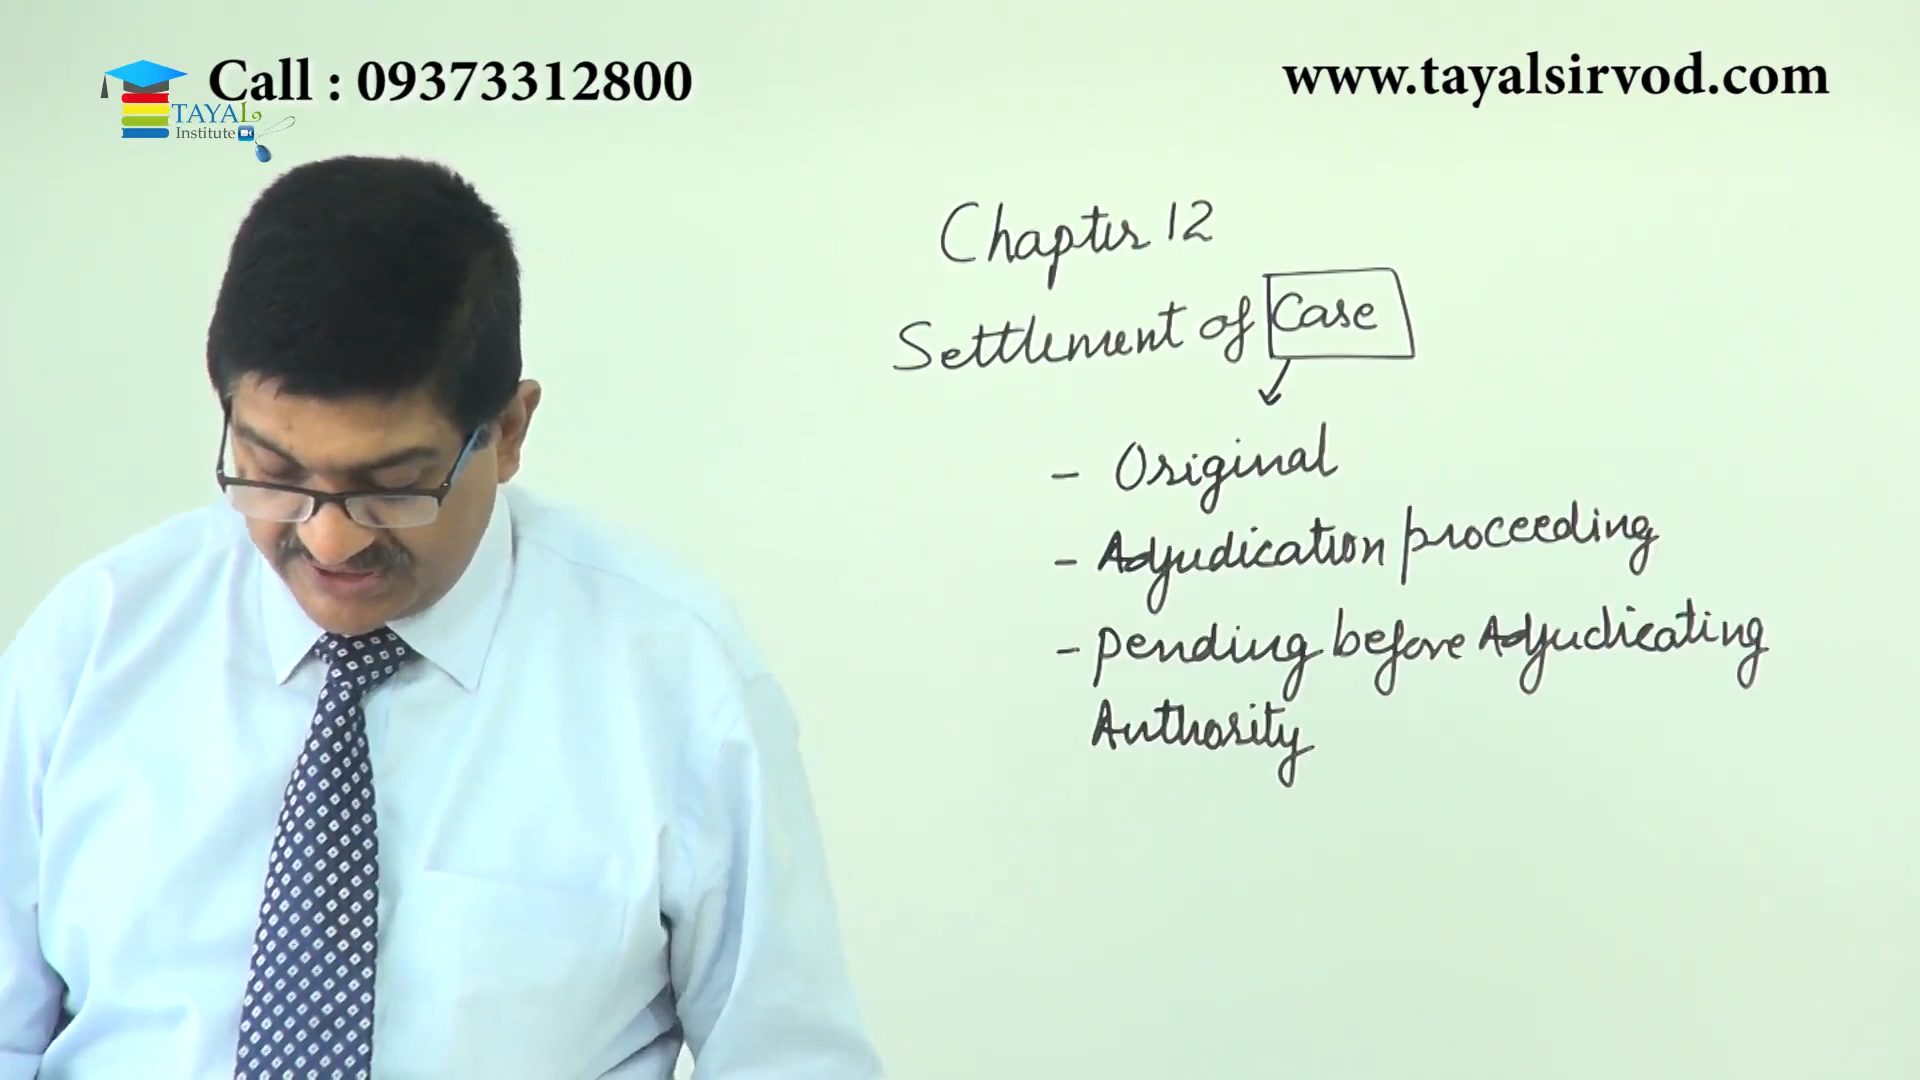 Call : 09373312800
www.tayalsirvod.com
TAYAL
Institute
Chapter 12
Settlement of Case
- Original
- Adjudication proceeding
- pending before Adjudicating
Authority